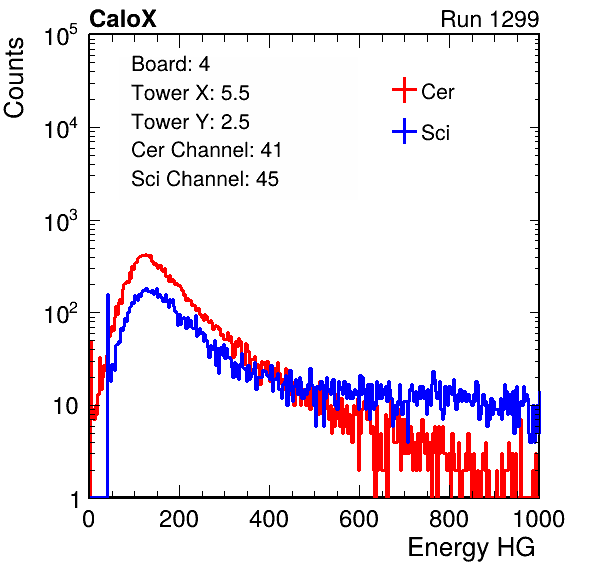 CaloX Run 1299
Counts
Board: 4
Tower X: 5.5
Tower Y: 2.5
Cer Channel: 41
Sci Channel: 45
Cer
Sci
10^5
10^4
10^3
10^2
10
1
0 200 400 600 800 1000
Energy HG